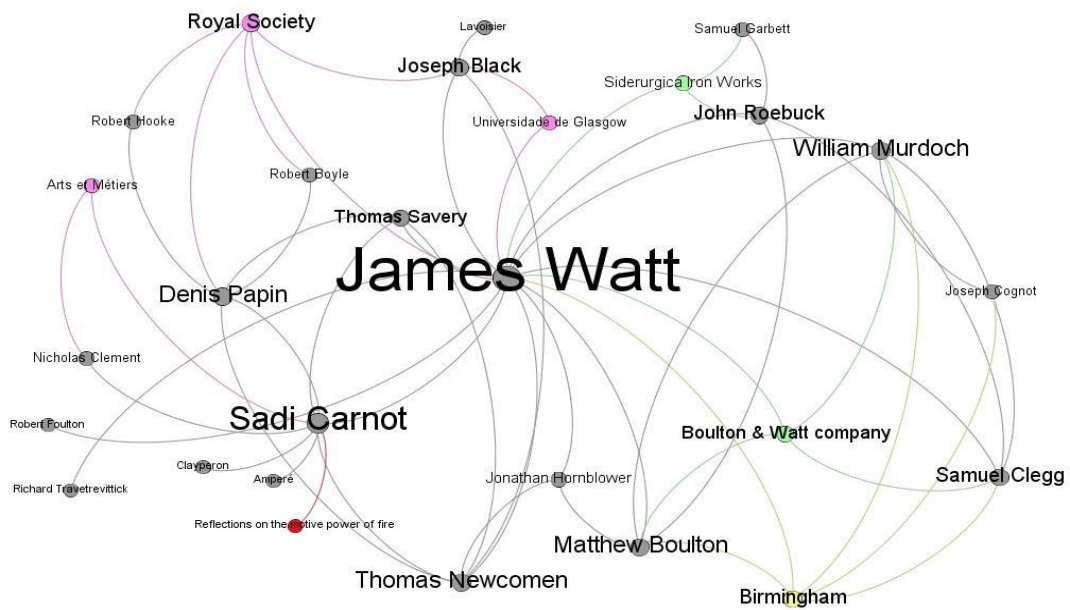 Royal Society
Lavoisier
Samuel Garbett
Joseph Black
Siderurgica Iron Works
John Roebuck
Robert Hooke
Universidade de Glasgow
William Murdoch
Robert Boyle
Arts et Métiers
Thomas Savery
James Watt
Denis Papin
Joseph Cognot
Nicholas Clement
Sadi Carnot
Robert Foulton
Boulton & Watt company
Clayperon
Ampere
Jonathan Hornblower
Samuel Clegg
Richard Travetrevittick
Reflections on the motive power of fire
Matthew Boulton
Thomas Newcomen
Birmingham